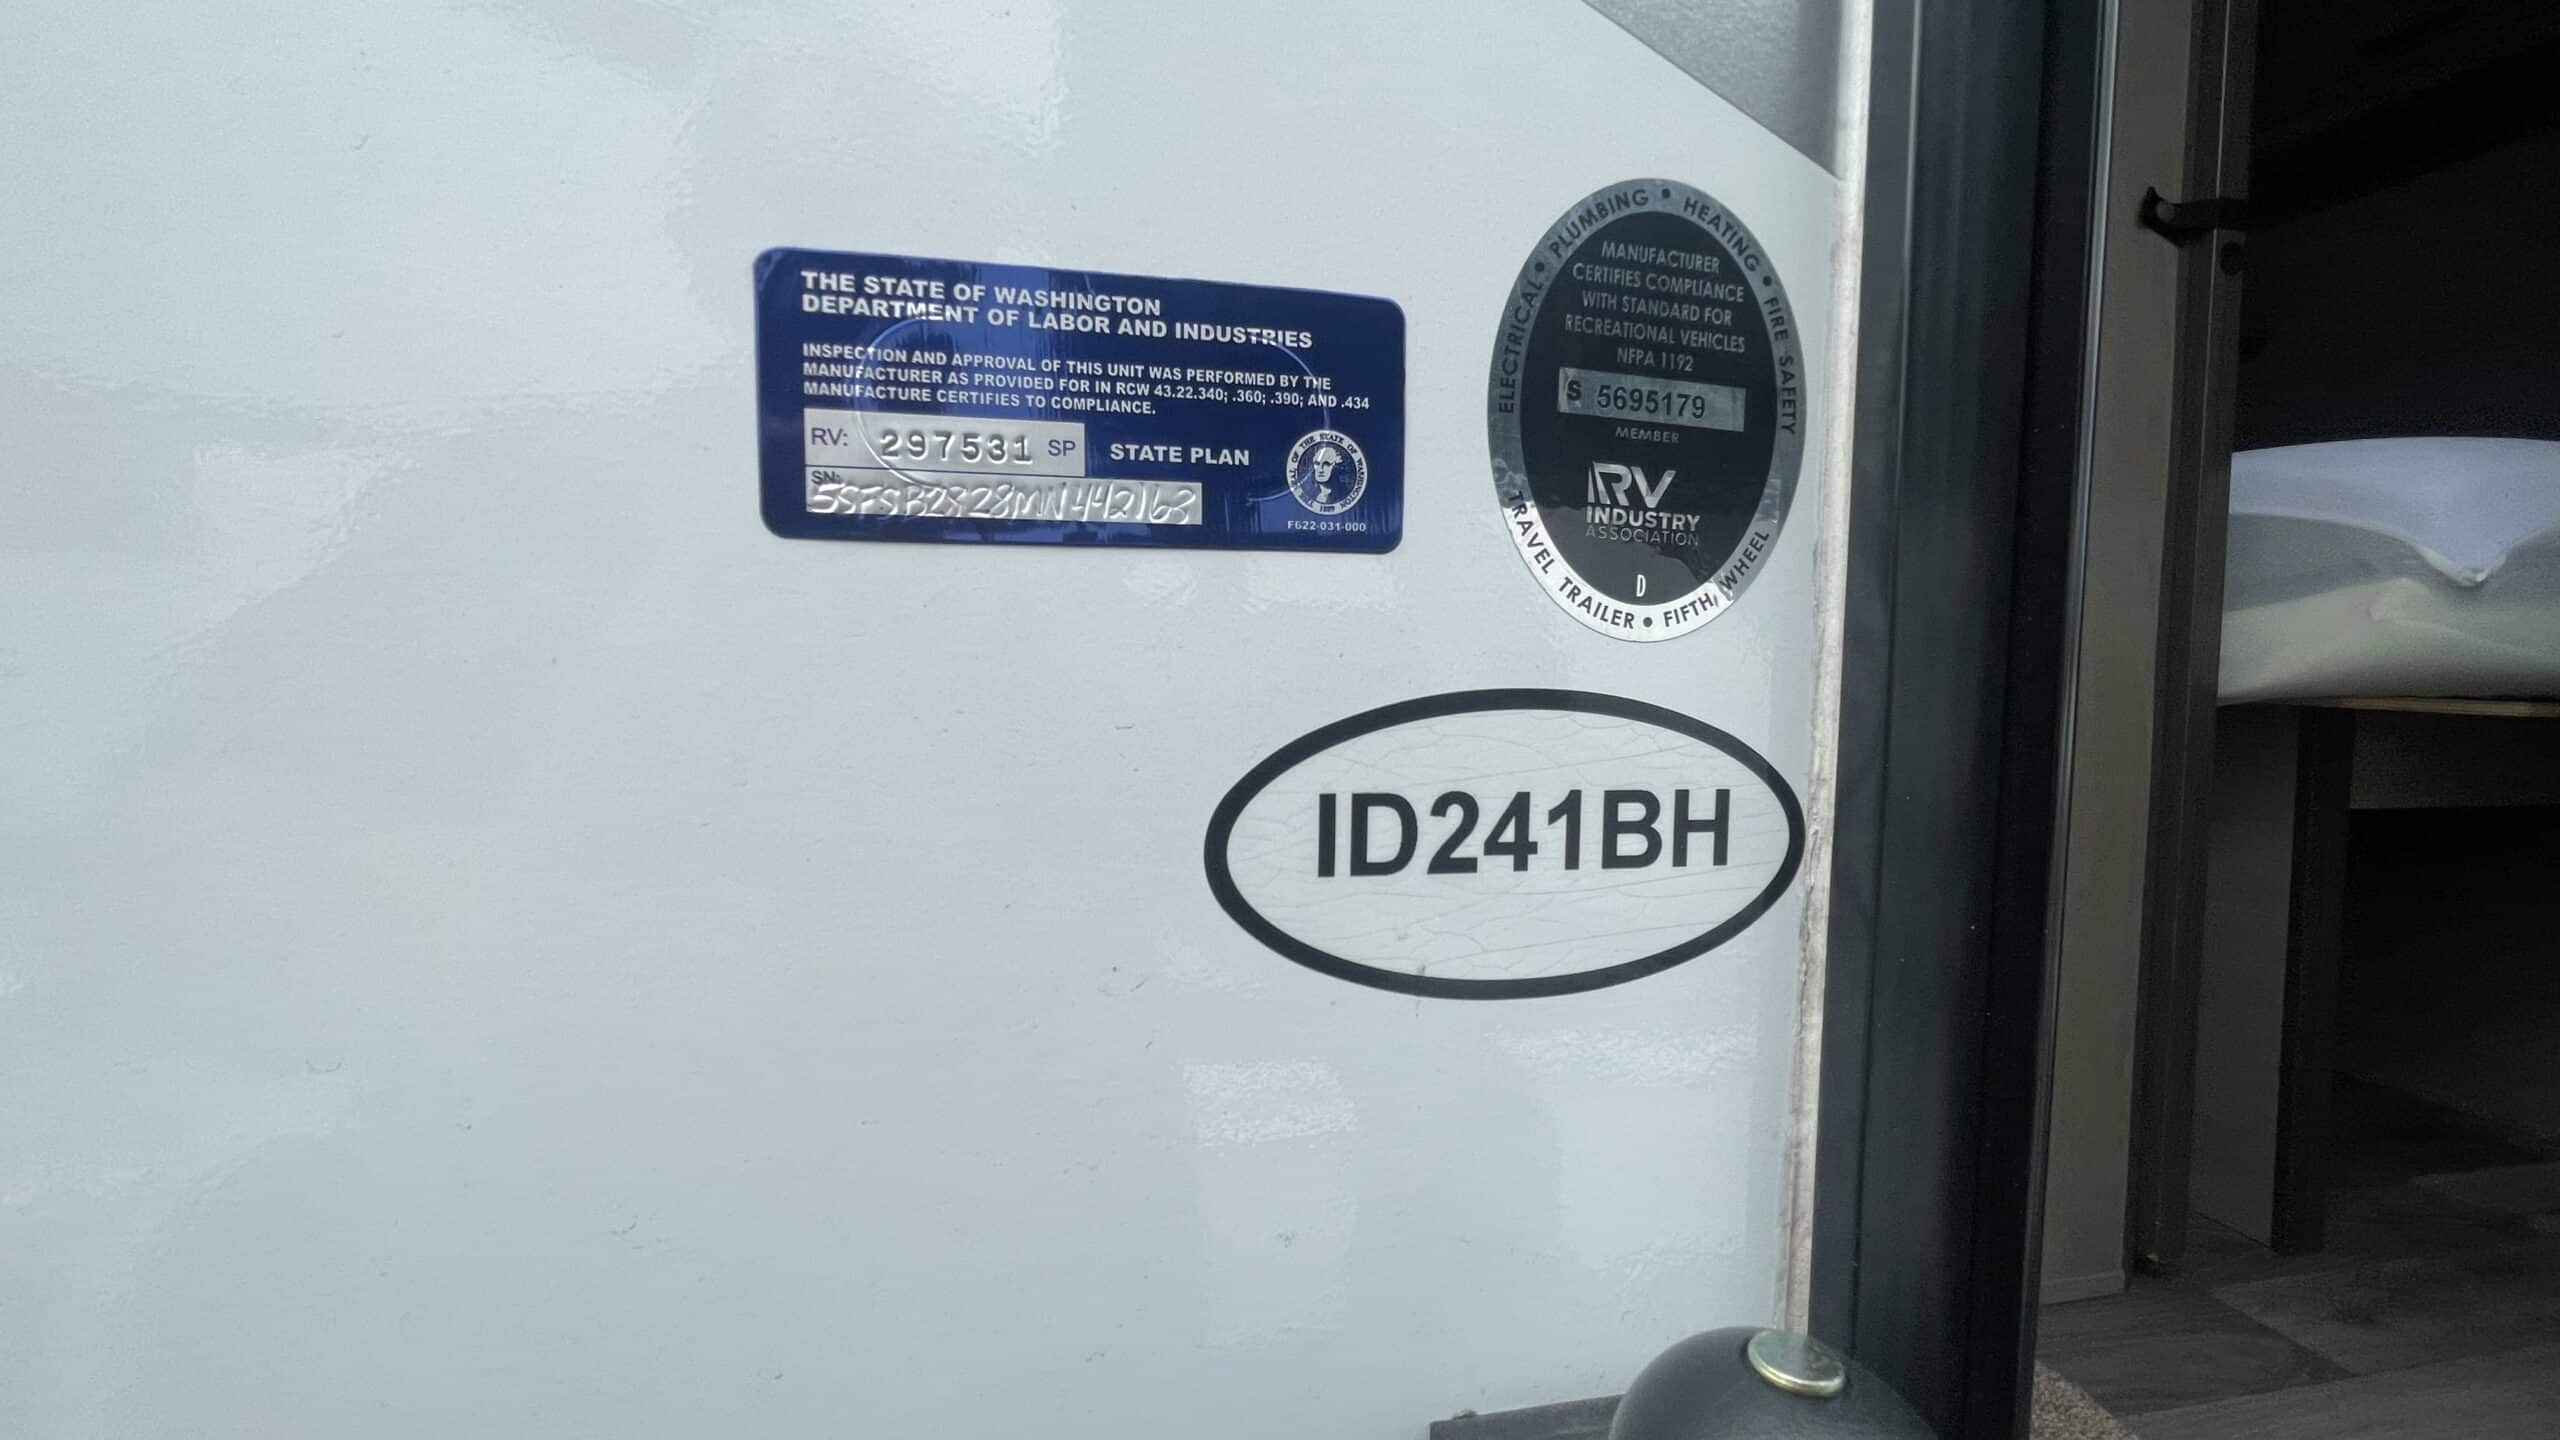 THE STATE OF WASHINGTON
DEPARTMENT OF LABOR AND INDUSTRIES
INSPECTION AND APPROVAL OF THIS UNIT WAS PERFORMED BY THE
MANUFACTURER AS PROVIDED FOR IN RCW 43.22.340; .360; .390; AND .434
MANUFACTURE CERTIFIES TO COMPLIANCE.
RV: 297531 SP STATE PLAN
SN: 5SFSB2828MN442163
F622-031-000
ELECTRICAL • PLUMBING • HEATING • FIRE SAFETY
MANUFACTURER
CERTIFIES COMPLIANCE
WITH STANDARD FOR
RECREATIONAL VEHICLES
NFPA 1192
S 5695179
MEMBER
RV
INDUSTRY
ASSOCIATION
D
TRAVEL TRAILER • FIFTH WHEEL
ID241BH